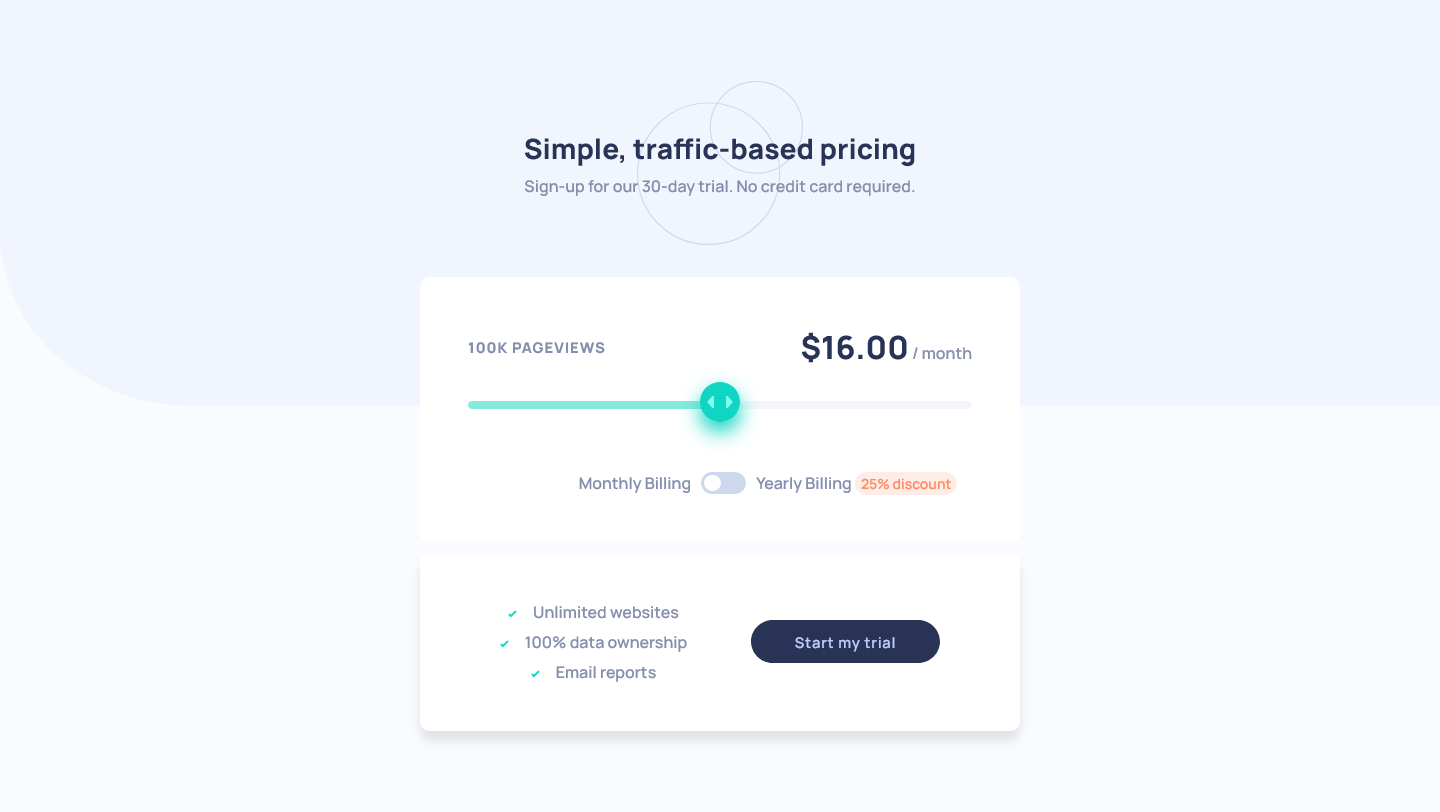 Simple, traffic-based pricing
Sign-up for our 30-day trial. No credit card required.
100K PAGEVIEWS
$16.00 / month
Monthly Billing Yearly Billing 25% discount
Unlimited websites
100% data ownership
Email reports
Start my trial